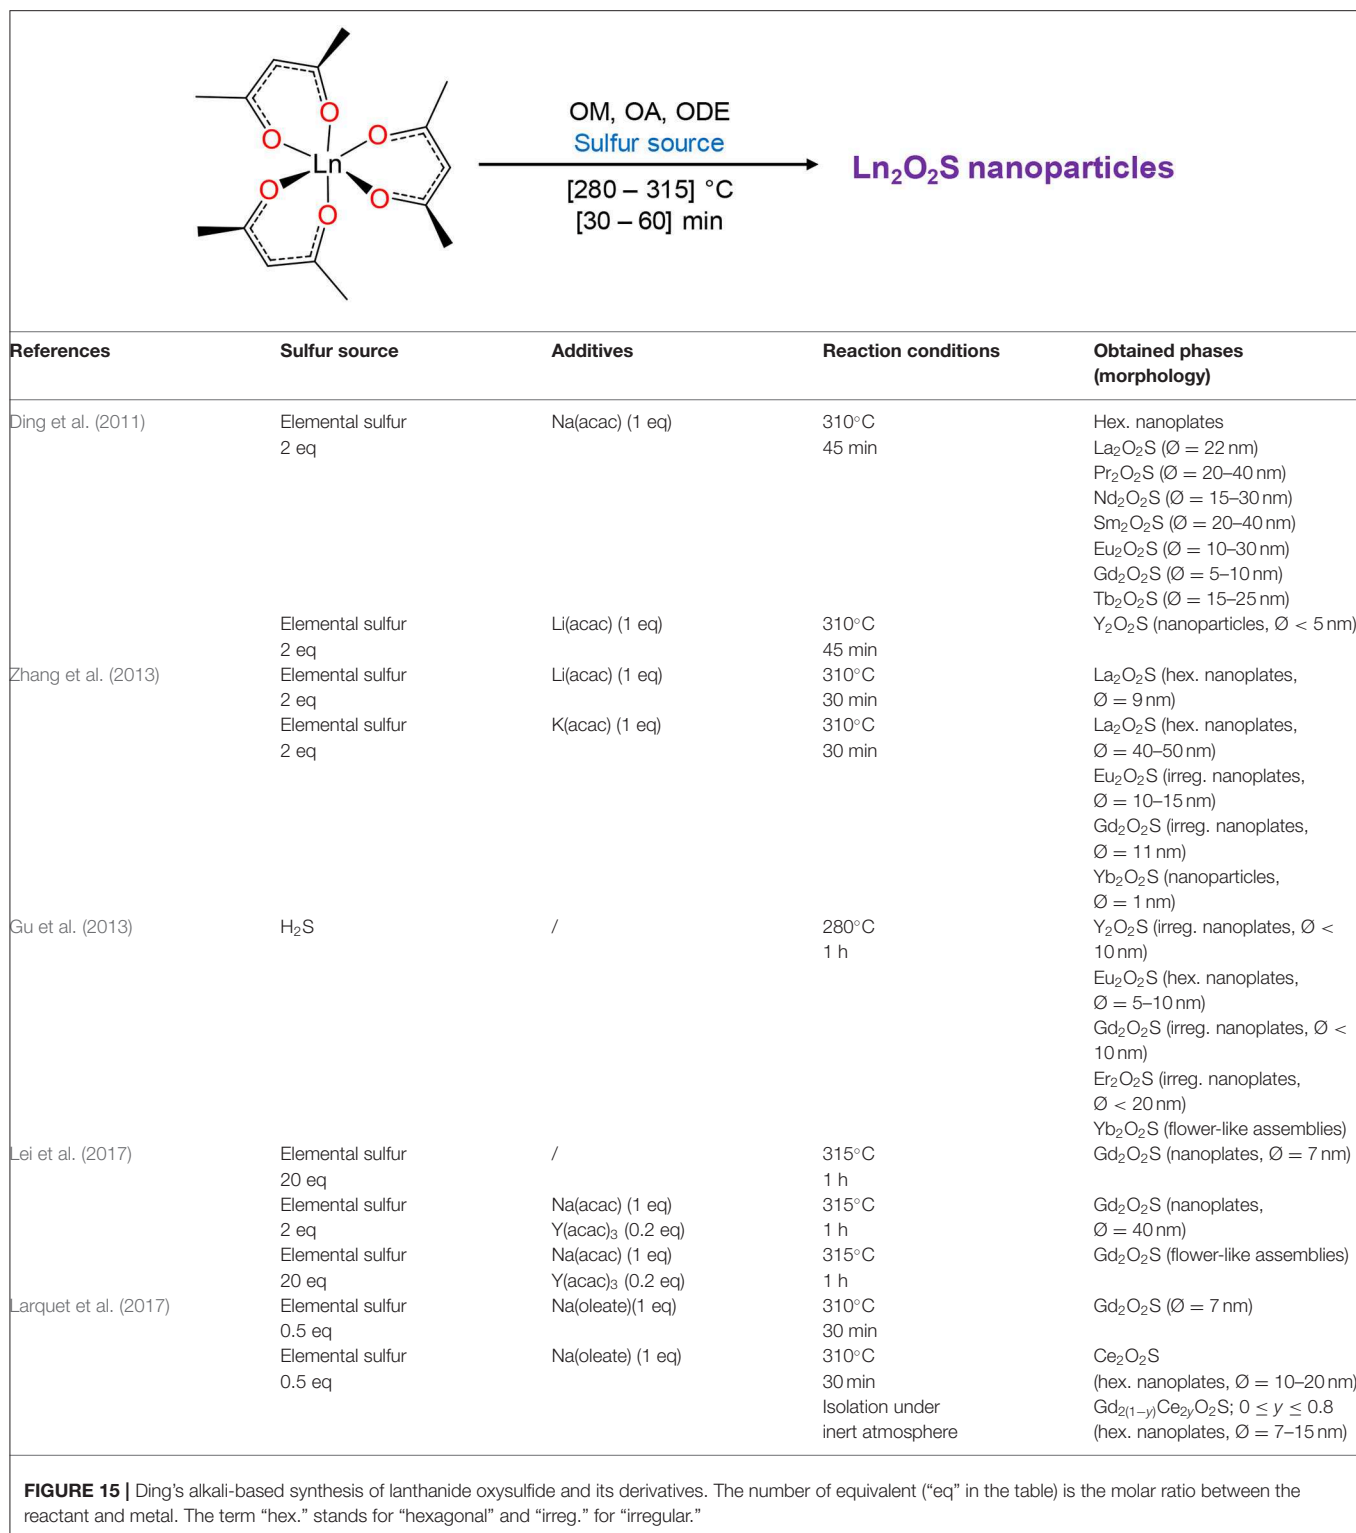 O
O
O
O
O
O
Ln
OM, OA, ODE
Sulfur source
[280 – 315] °C
[30 – 60] min
Ln₂O₂S nanoparticles
References Sulfur source Additives Reaction conditions Obtained phases
(morphology)
Ding et al. (2011) Elemental sulfur Na(acac) (1 eq) 310°C Hex. nanoplates
2 eq 45 min La₂O₂S (Ø = 22 nm)
Pr₂O₂S (Ø = 20–40 nm)
Nd₂O₂S (Ø = 15–30 nm)
Sm₂O₂S (Ø = 20–40 nm)
Eu₂O₂S (Ø = 10–30 nm)
Gd₂O₂S (Ø = 5–10 nm)
Tb₂O₂S (Ø = 15–25 nm)
Elemental sulfur Li(acac) (1 eq) 310°C Y₂O₂S (nanoparticles, Ø < 5 nm)
2 eq 45 min
Zhang et al. (2013) Elemental sulfur Li(acac) (1 eq) 310°C La₂O₂S (hex. nanoplates,
2 eq 30 min Ø = 9 nm)
Elemental sulfur K(acac) (1 eq) 310°C La₂O₂S (hex. nanoplates,
2 eq 30 min Ø = 40–50 nm)
Eu₂O₂S (irreg. nanoplates,
Ø = 10–15 nm)
Gd₂O₂S (irreg. nanoplates,
Ø = 11 nm)
Yb₂O₂S (nanoparticles,
Ø = 1 nm)
Gu et al. (2013) H₂S / 280°C Y₂O₂S (irreg. nanoplates, Ø <
1 h 10 nm)
Eu₂O₂S (hex. nanoplates,
Ø = 5–10 nm)
Gd₂O₂S (irreg. nanoplates, Ø <
10 nm)
Er₂O₂S (irreg. nanoplates,
Ø < 20 nm)
Yb₂O₂S (flower-like assemblies)
Lei et al. (2017) Elemental sulfur / 315°C Gd₂O₂S (nanoplates, Ø = 7 nm)
20 eq 1 h
Elemental sulfur Na(acac) (1 eq) 315°C Gd₂O₂S (nanoplates,
2 eq Y(acac)₃ (0.2 eq) 1 h Ø = 40 nm)
Elemental sulfur Na(acac) (1 eq) 315°C Gd₂O₂S (flower-like assemblies)
20 eq Y(acac)₃ (0.2 eq) 1 h
Larquet et al. (2017) Elemental sulfur Na(oleate)(1 eq) 310°C Gd₂O₂S (Ø = 7 nm)
0.5 eq 30 min
Elemental sulfur Na(oleate) (1 eq) 310°C Ce₂O₂S
0.5 eq 30 min (hex. nanoplates, Ø = 10–20 nm)
Isolation under Gd₂₍₁₋ᵧ₎Ce₂ᵧO₂S; 0 ≤ y ≤ 0.8
inert atmosphere (hex. nanoplates, Ø = 7–15 nm)
FIGURE 15 | Ding's alkali-based synthesis of lanthanide oxysulfide and its derivatives. The number of equivalent ("eq" in the table) is the molar ratio between the
reactant and metal. The term "hex." stands for "hexagonal" and "irreg." for "irregular."